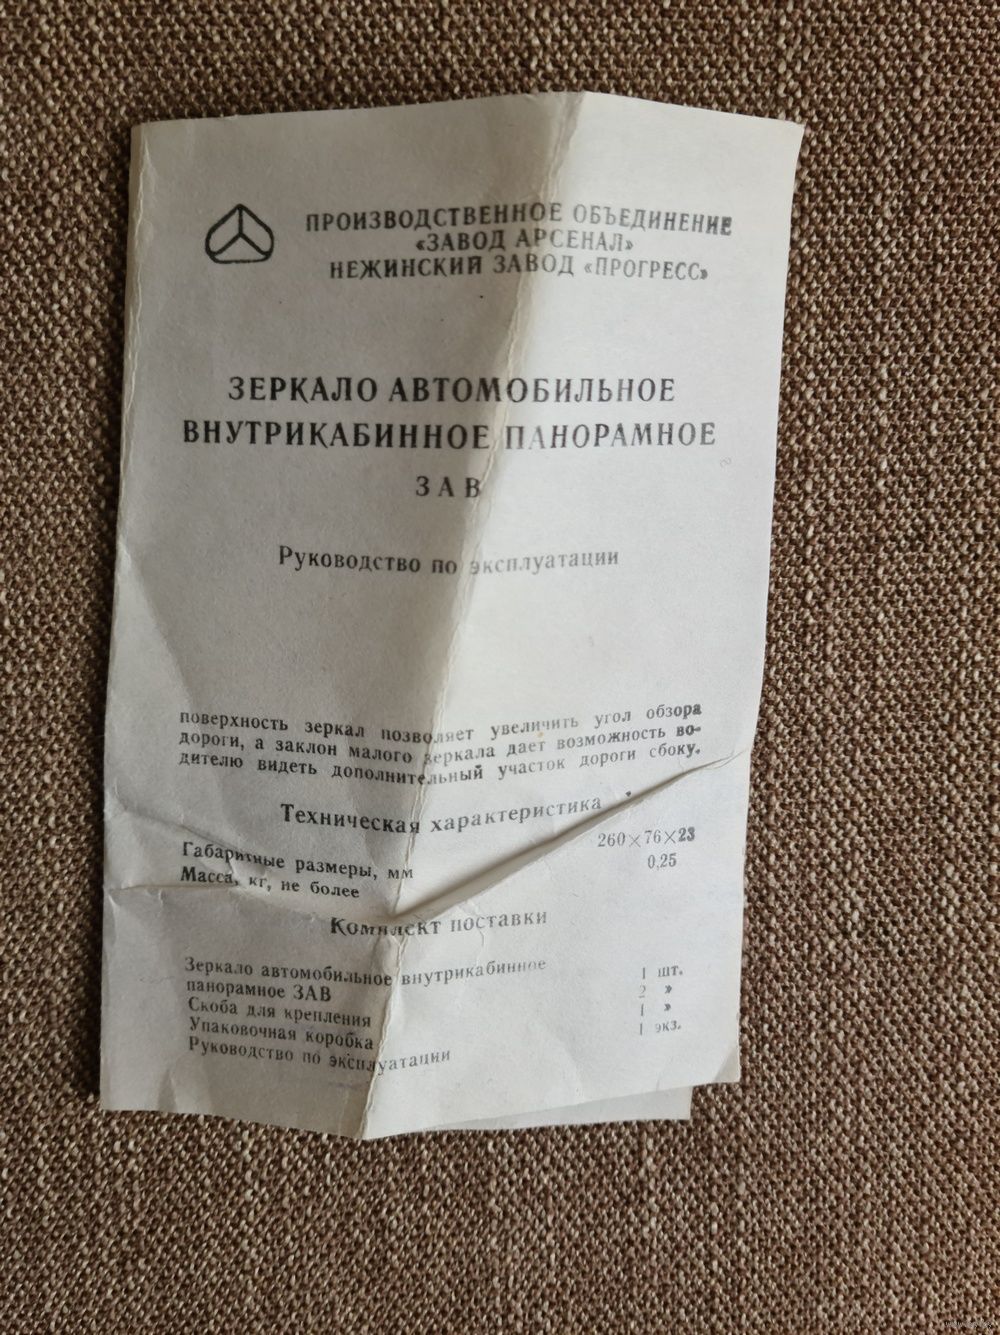 ПРОИЗВОДСТВЕННОЕ ОБЪЕДИНЕНИЕ
«ЗАВОД АРСЕНАЛ»
НЕЖИНСКИЙ ЗАВОД «ПРОГРЕСС»
ЗЕРКАЛО АВТОМОБИЛЬНОЕ
ВНУТРИКАБИННОЕ ПАНОРАМНОЕ
ЗАВ
Руководство по эксплуатации
поверхность зеркал позволяет увеличить угол обзора
дороги, а заклон малого зеркала дает возможность во-
дителю видеть дополнительный участок дороги сбоку.
Техническая характеристика
Габаритные размеры, мм 260×76×23
Масса, кг, не более 0,25
Комплект поставки
Зеркало автомобильное внутрикабинное
панорамное ЗАВ 1 шт.
Скоба для крепления 2 »
Упаковочная коробка 1 »
Руководство по эксплуатации 1 экз.